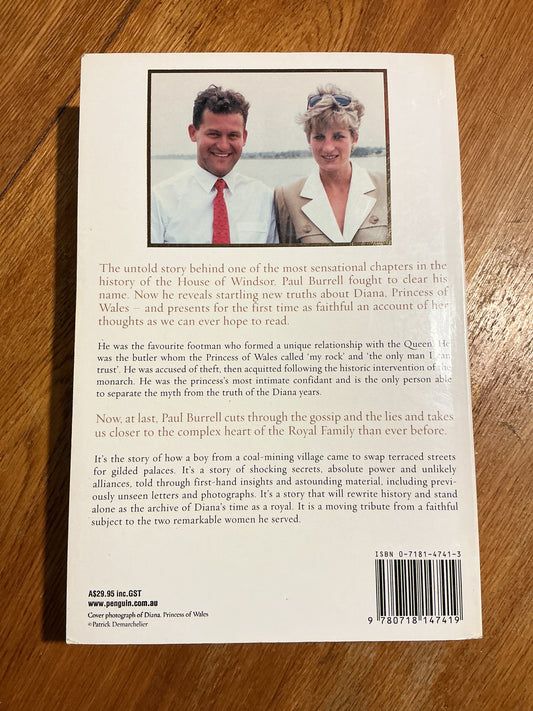 The untold story behind one of the most sensational chapters in the
history of the House of Windsor. Paul Burrell fought to clear his
name. Now he reveals startling new truths about Diana, Princess of
Wales – and presents for the first time as faithful an account of her
thoughts as we can ever hope to read.
He was the favourite footman who formed a unique relationship with the Queen. He
was the butler whom the Princess of Wales called ‘my rock’ and ‘the only man I can
trust’. He was accused of theft, then acquitted following the historic intervention of the
monarch. He was the princess’s most intimate confidant and is the only person able
to separate the myth from the truth of the Diana years.
Now, at last, Paul Burrell cuts through the gossip and the lies and takes
us closer to the complex heart of the Royal Family than ever before.
It’s the story of how a boy from a coal-mining village came to swap terraced streets
for gilded palaces. It’s a story of shocking secrets, absolute power and unlikely
alliances, told through first-hand insights and astounding material, including previ-
ously unseen letters and photographs. It’s a story that will rewrite history and stand
alone as the archive of Diana’s time as a royal. It is a moving tribute from a faithful
subject to the two remarkable women he served.
ISBN 0-7181-4741-3
A$29.95 inc.GST
www.penguin.com.au
Cover photograph of Diana, Princess of Wales
©Patrick Demarchelier
9 780718 147419